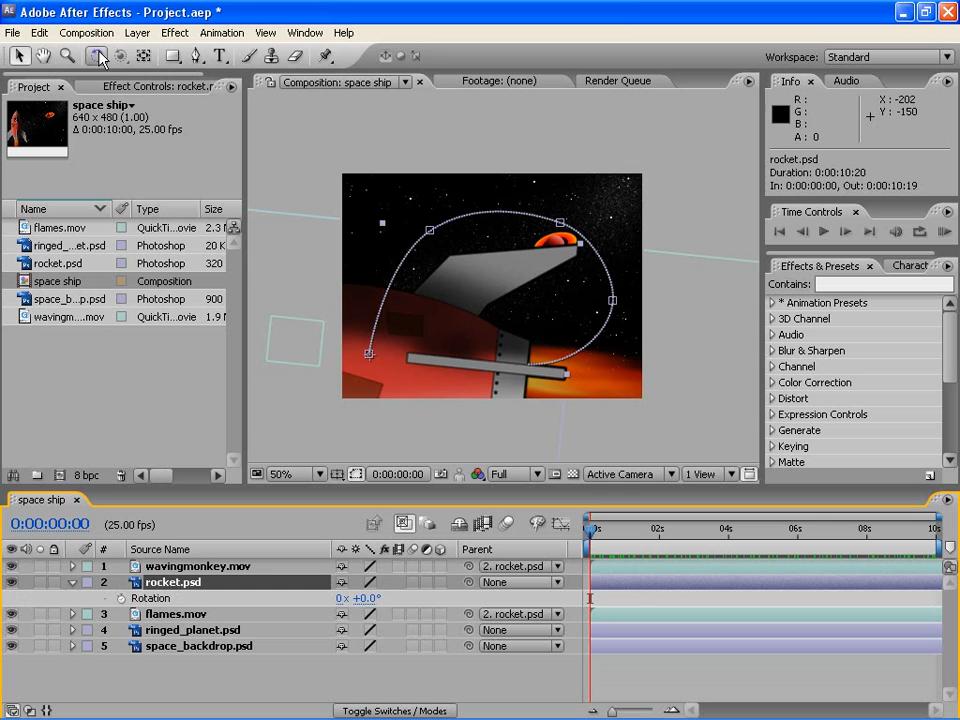 Adobe After Effects - Project.aep *
File Edit Composition Layer Effect Animation View Window Help
Workspace: Standard
Project × Effect Controls: rocket.r
Composition: space ship × Footage: (none) Render Queue
Info × Audio
space ship
640 x 480 (1.00)
Δ 0:00:10:00, 25.00 fps
R :
G :
B :
A : 0
X : -202
Y : -150
rocket.psd
Duration: 0:00:10:20
In: 0:00:00:00, Out: 0:00:10:19
Name Type Size
flames.mov QuickTi...ovie 2.3 M
ringed_...et.psd Photoshop 20 K
rocket.psd Photoshop 320
space ship Composition
space_b...p.psd Photoshop 900
wavingm....mov QuickTi...ovie 1.9 M
Time Controls ×
Effects & Presets × Charact
Contains:
* Animation Presets
3D Channel
Audio
Blur & Sharpen
Channel
Color Correction
Distort
Expression Controls
Generate
Keying
Matte
8 bpc
50% 0:00:00:00 Full Active Camera 1 View
space ship ×
0:00:00:00 (25.00 fps)
02s 04s 06s 08s 10s
# Source Name Parent
1 wavingmonkey.mov 2. rocket.psd
2 rocket.psd None
Rotation 0 x +0.0°
3 flames.mov 2. rocket.psd
4 ringed_planet.psd None
5 space_backdrop.psd None
Toggle Switches / Modes